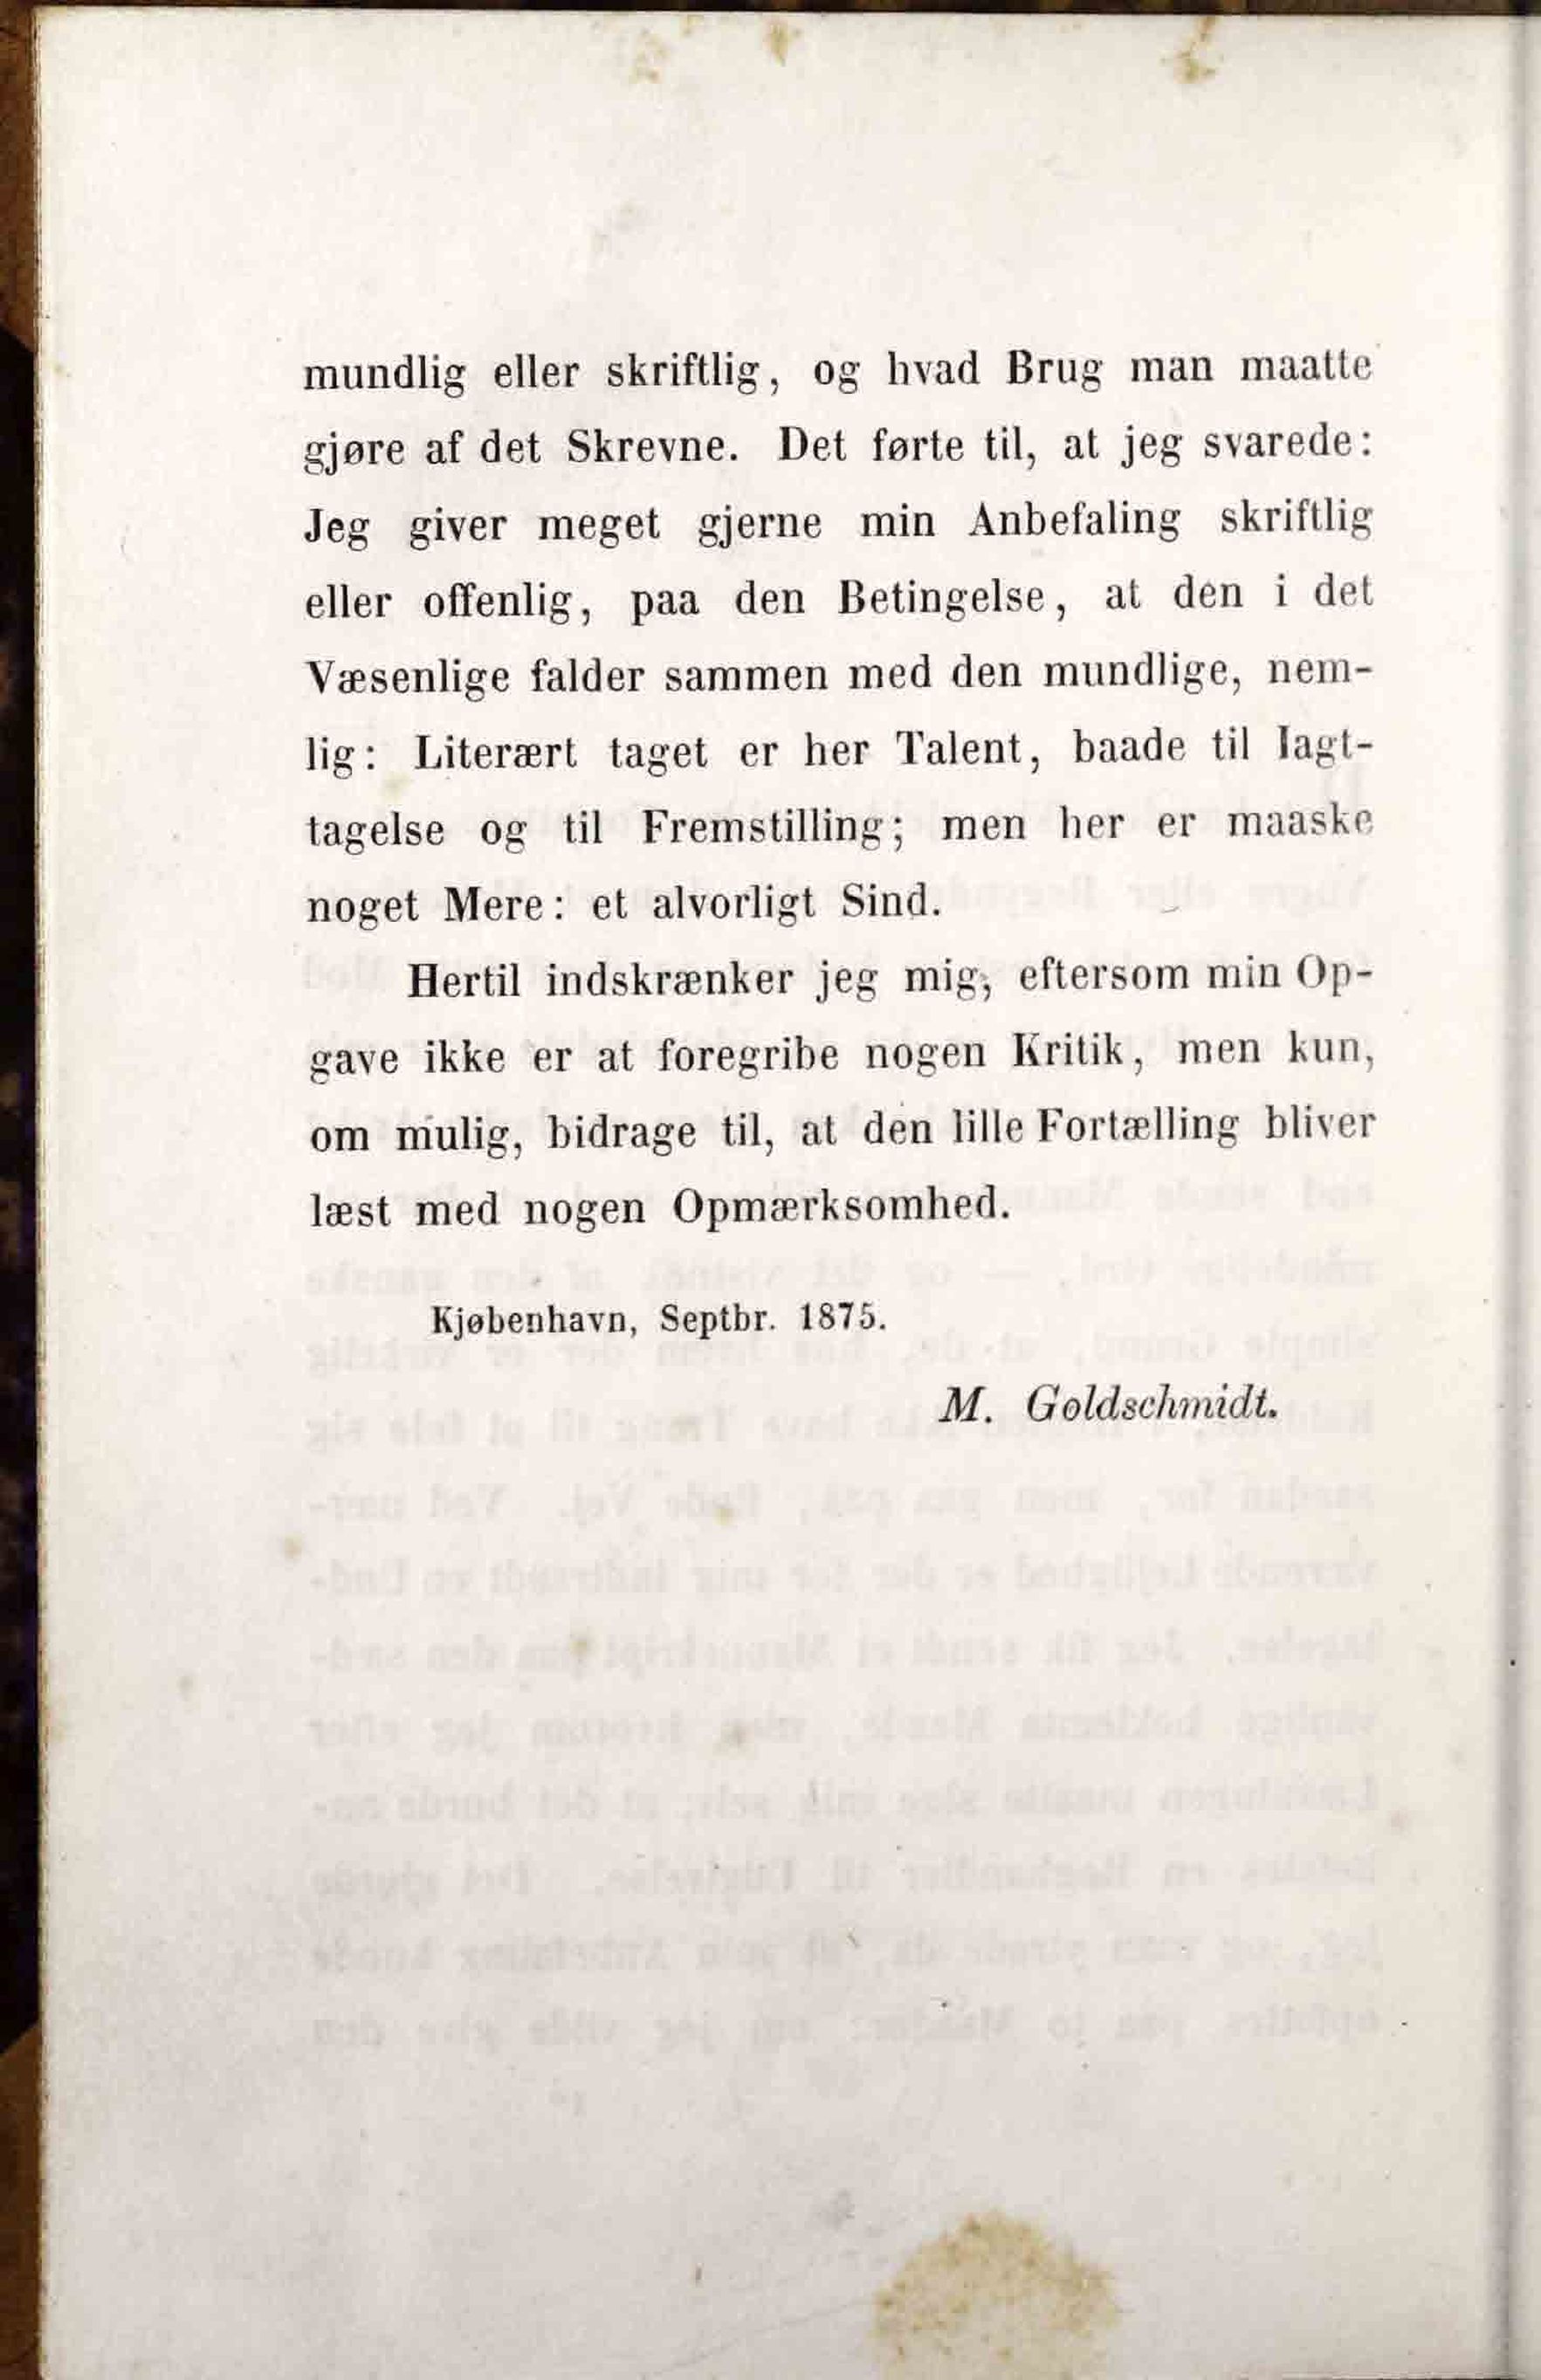 mundlig eller skriftlig, og hvad Brug man maatte
gjøre af det Skrevne. Det førte til, at jeg svarede:
Jeg giver meget gjerne min Anbefaling skriftlig
eller offenlig, paa den Betingelse, at den i det
Væsenlige falder sammen med den mundlige, nem-
lig: Literært taget er her Talent, baade til Iagt-
tagelse og til Fremstilling; men her er maaske
noget Mere: et alvorligt Sind.
Hertil indskrænker jeg mig, eftersom min Op-
gave ikke er at foregribe nogen Kritik, men kun,
om mulig, bidrage til, at den lille Fortælling bliver
læst med nogen Opmærksomhed.
Kjøbenhavn, Septbr. 1875.
M. Goldschmidt.